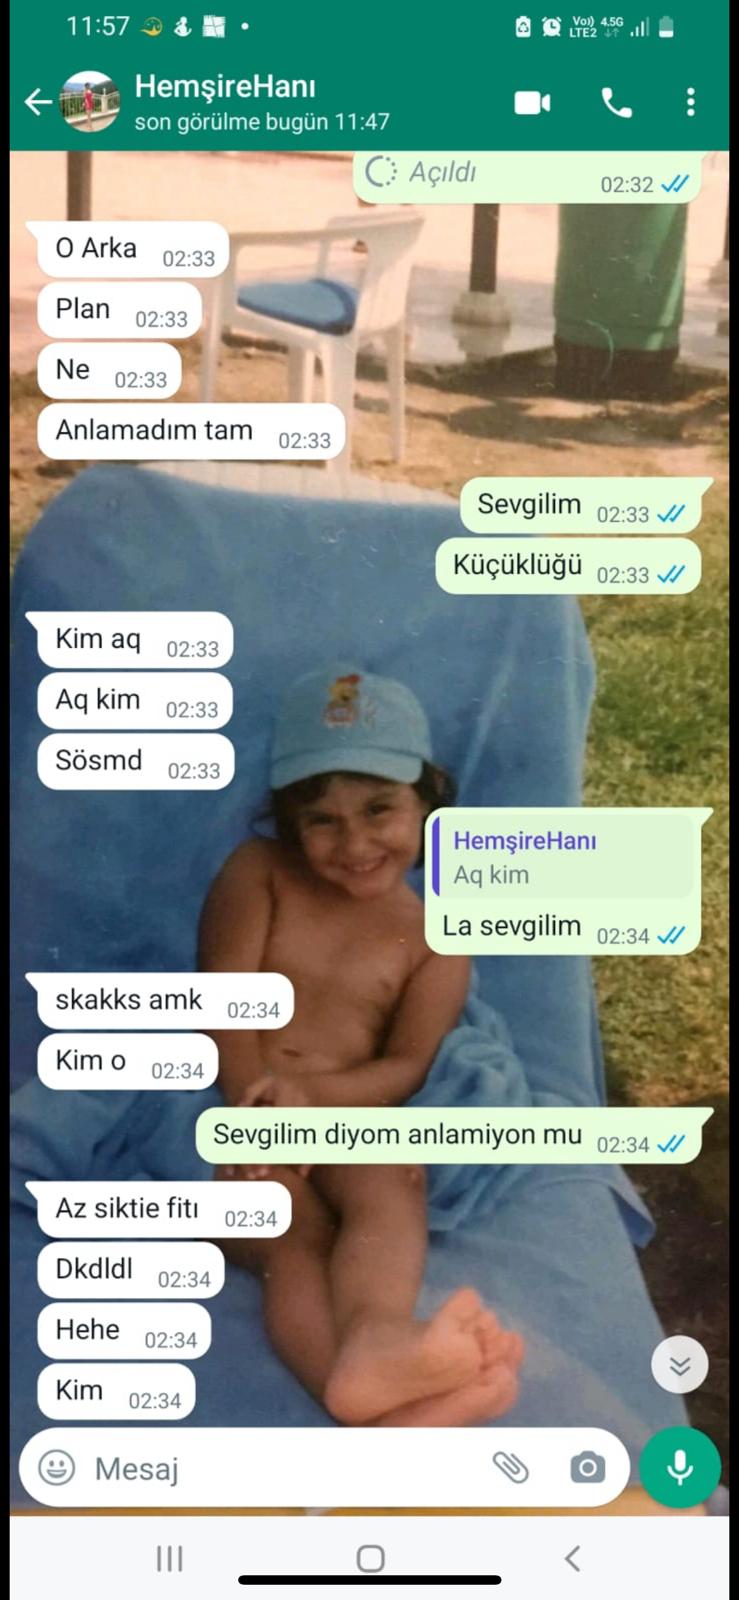 11:57
Vo)) 4.5G
LTE2
HemşireHanı
son görülme bugün 11:47
Açıldı 02:32
O Arka 02:33
Plan 02:33
Ne 02:33
Anlamadım tam 02:33
Sevgilim 02:33
Küçüklüğü 02:33
Kim aq 02:33
Aq kim 02:33
Sösmd 02:33
HemşireHanı
Aq kim
La sevgilim 02:34
skakks amk 02:34
Kim o 02:34
Sevgilim diyom anlamiyon mu 02:34
Az siktie fitı 02:34
Dkdldl 02:34
Hehe 02:34
Kim 02:34
Mesaj